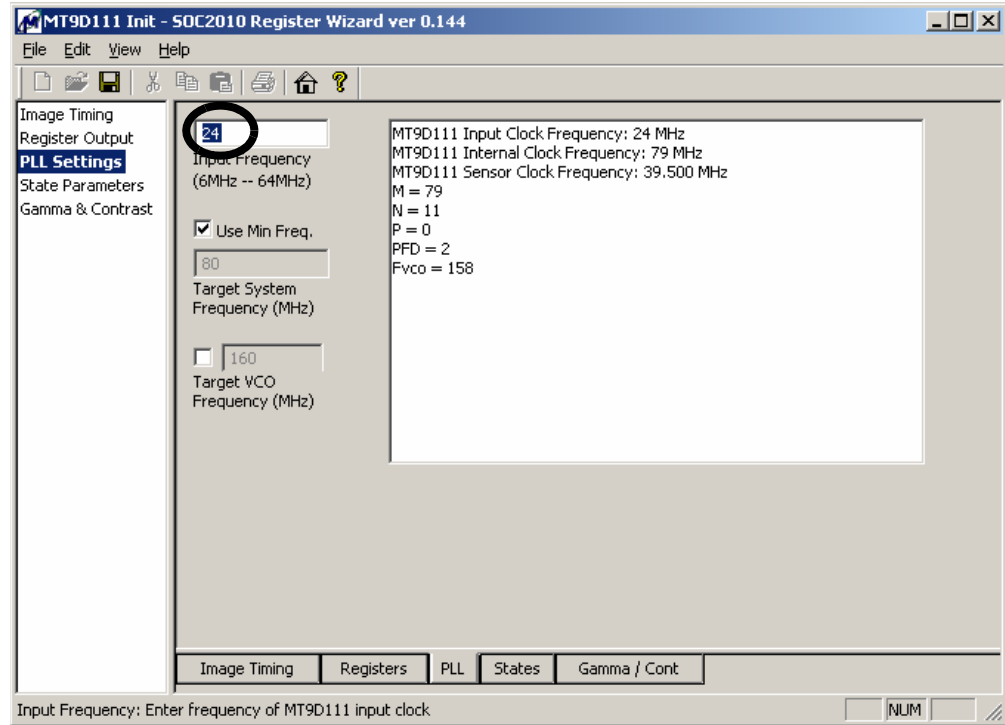 MT9D111 Init - SOC2010 Register Wizard ver 0.144
File Edit View Help
Image Timing
Register Output
PLL Settings
State Parameters
Gamma & Contrast
24
Input Frequency
(6MHz -- 64MHz)
Use Min Freq.
80
Target System
Frequency (MHz)
160
Target VCO
Frequency (MHz)
MT9D111 Input Clock Frequency: 24 MHz
MT9D111 Internal Clock Frequency: 79 MHz
MT9D111 Sensor Clock Frequency: 39.500 MHz
M = 79
N = 11
P = 0
PFD = 2
Fvco = 158
Image Timing Registers PLL States Gamma / Cont
Input Frequency: Enter frequency of MT9D111 input clock NUM